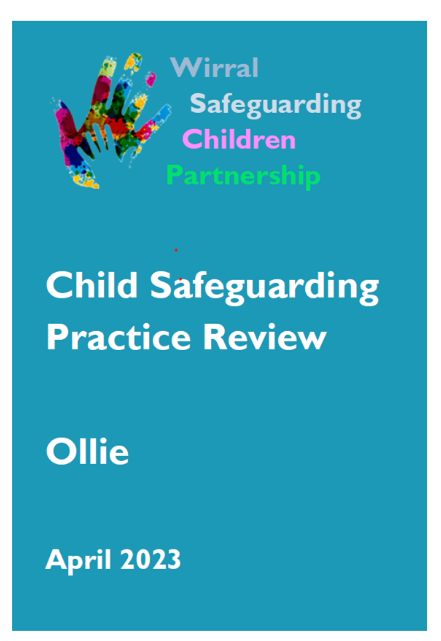 Wirral
Safeguarding
Children
Partnership
Child Safeguarding
Practice Review
Ollie
April 2023